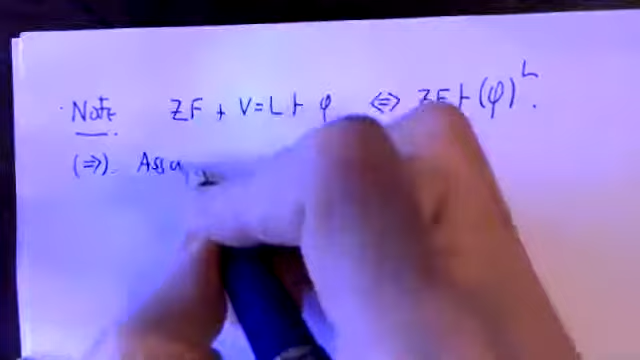 Note ZF + V=L ⊢ φ ⇔ ZF ⊢ (φ)^L.
(⇒). Assu